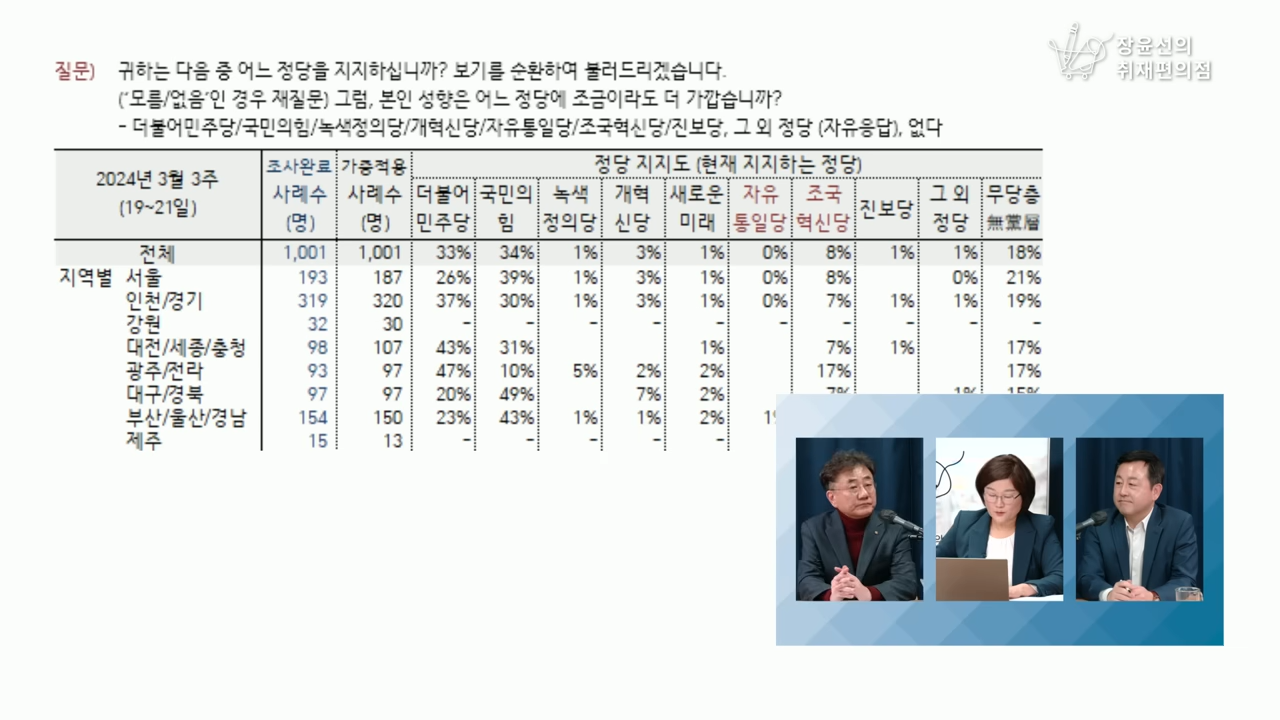 장윤선의
취재편의점
질문) 귀하는 다음 중 어느 정당을 지지하십니까? 보기를 순환하여 불러드리겠습니다.
('모름/없음'인 경우 재질문) 그럼, 본인 성향은 어느 정당에 조금이라도 더 가깝습니까?
- 더불어민주당/국민의힘/녹색정의당/개혁신당/자유통일당/조국혁신당/진보당, 그 외 정당 (자유응답), 없다
2024년 3월 3주
(19~21일)
조사완료 사례수 (명)
가중적용 사례수 (명)
정당 지지도 (현재 지지하는 정당)
더불어 민주당 국민의 힘 녹색 정의당 개혁 신당 새로운 미래 자유 통일당 조국 혁신당 진보당 그 외 정당 무당층 無黨層
전체 1,001 1,001 33% 34% 1% 3% 1% 0% 8% 1% 1% 18%
지역별 서울 193 187 26% 39% 1% 3% 1% 0% 8% 0% 21%
인천/경기 319 320 37% 30% 1% 3% 1% 0% 7% 1% 1% 19%
강원 32 30 - - - - - - - - - -
대전/세종/충청 98 107 43% 31% 1% 7% 1% 17%
광주/전라 93 97 47% 10% 5% 2% 2% 17% 17%
대구/경북 97 97 20% 49% 7% 2% 7% 1% 15%
부산/울산/경남 154 150 23% 43% 1% 1% 2%
제주 15 13 - - - - -